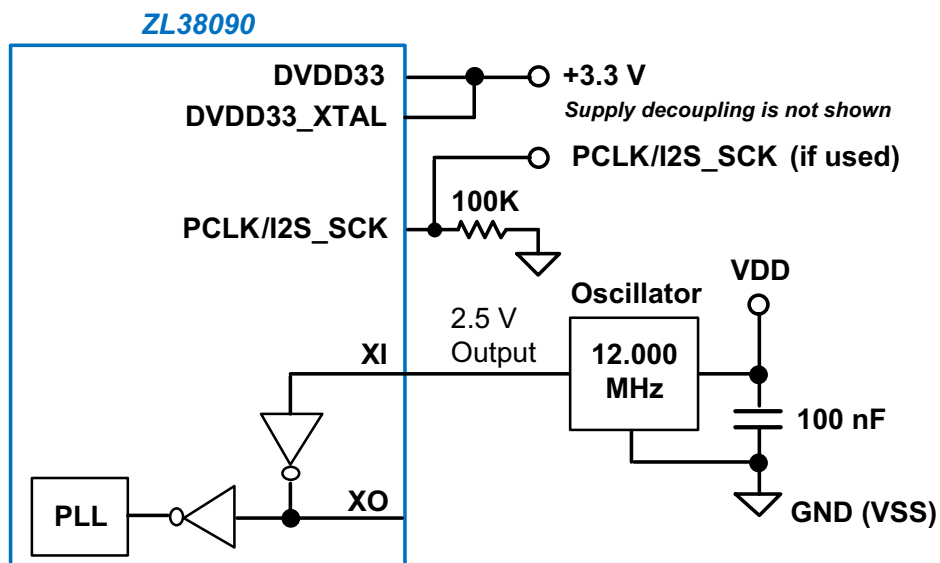 ZL38090
DVDD33
+3.3 V
DVDD33_XTAL
Supply decoupling is not shown
PCLK/I2S_SCK (if used)
100K
PCLK/I2S_SCK
VDD
Oscillator
2.5 V
Output
XI
12.000
MHz
100 nF
PLL
XO
GND (VSS)